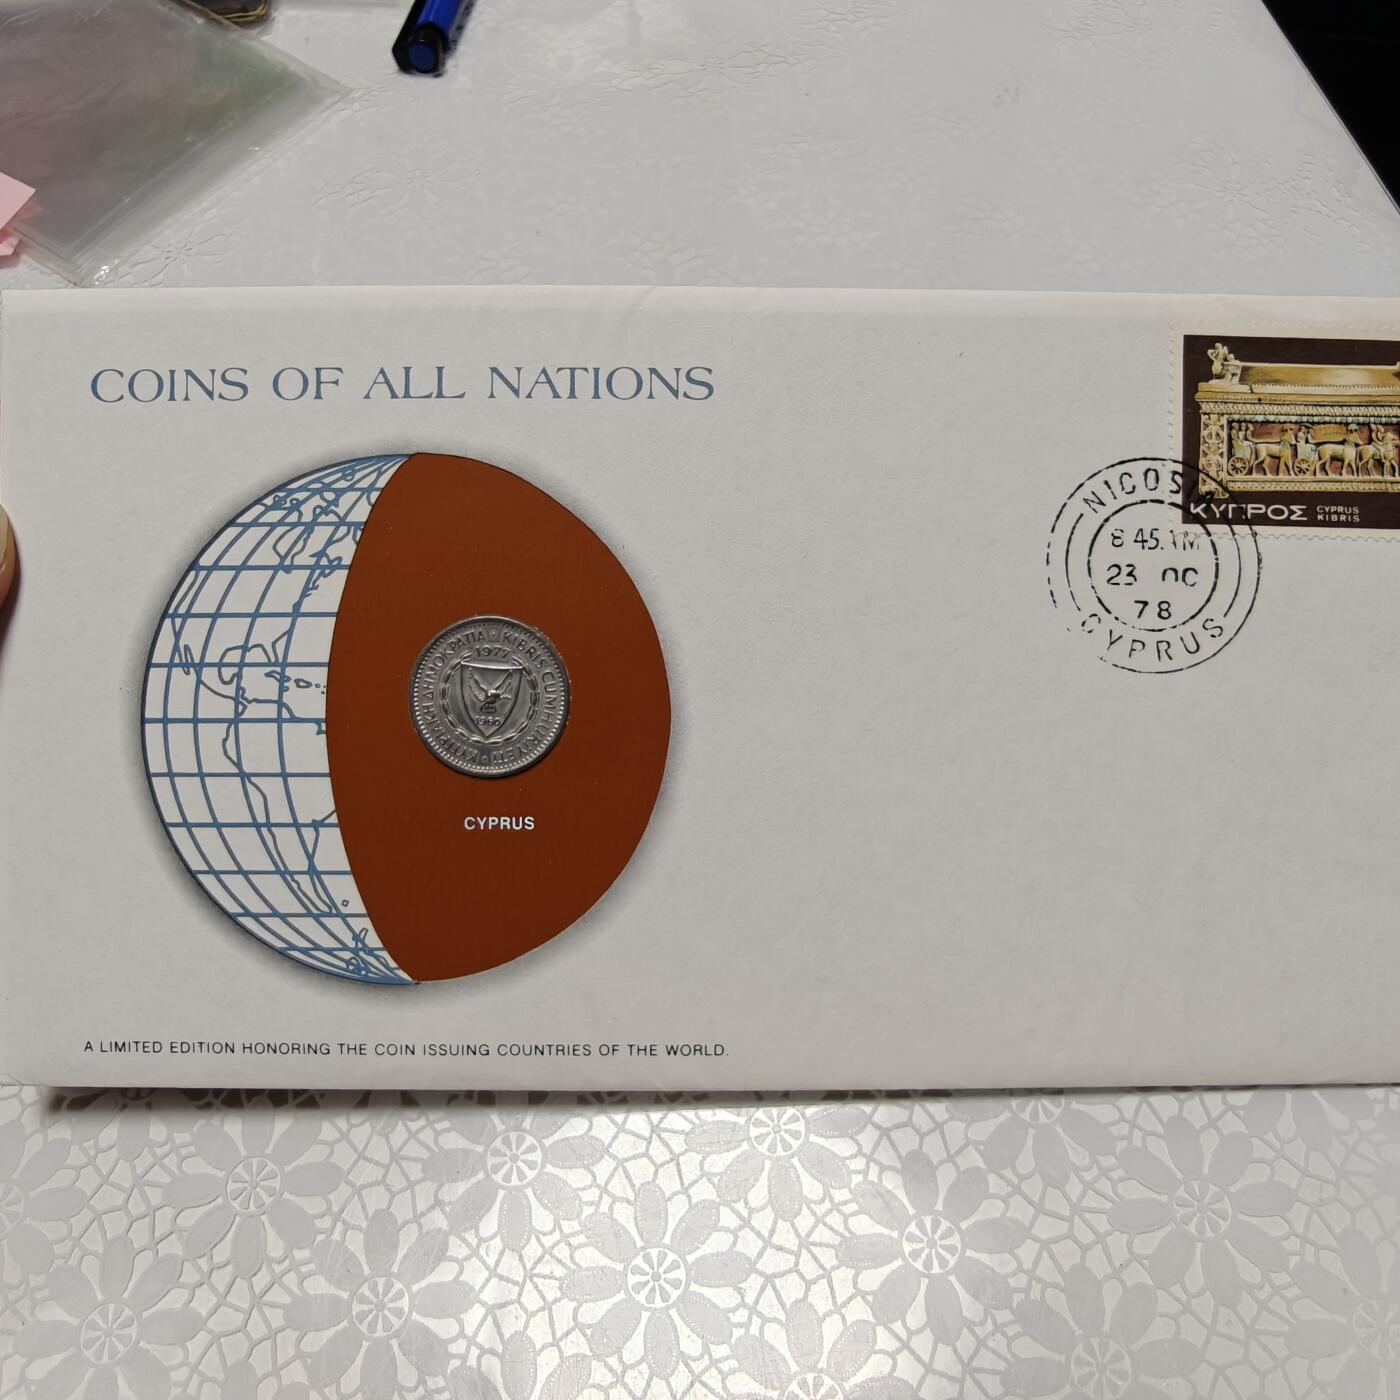 COINS OF ALL NATIONS
ΚΥΠΡΟΣ CYPRUS
KIBRIS
NICOSIA
8 45. AM
23 OC
78
CYPRUS
ΚΥΠΡΙΑΚΗ ΔΗΜΟΚΡΑΤΙΑ · KIBRIS CUMHURIYETI ·
1977
1960
CYPRUS
A LIMITED EDITION HONORING THE COIN ISSUING COUNTRIES OF THE WORLD.